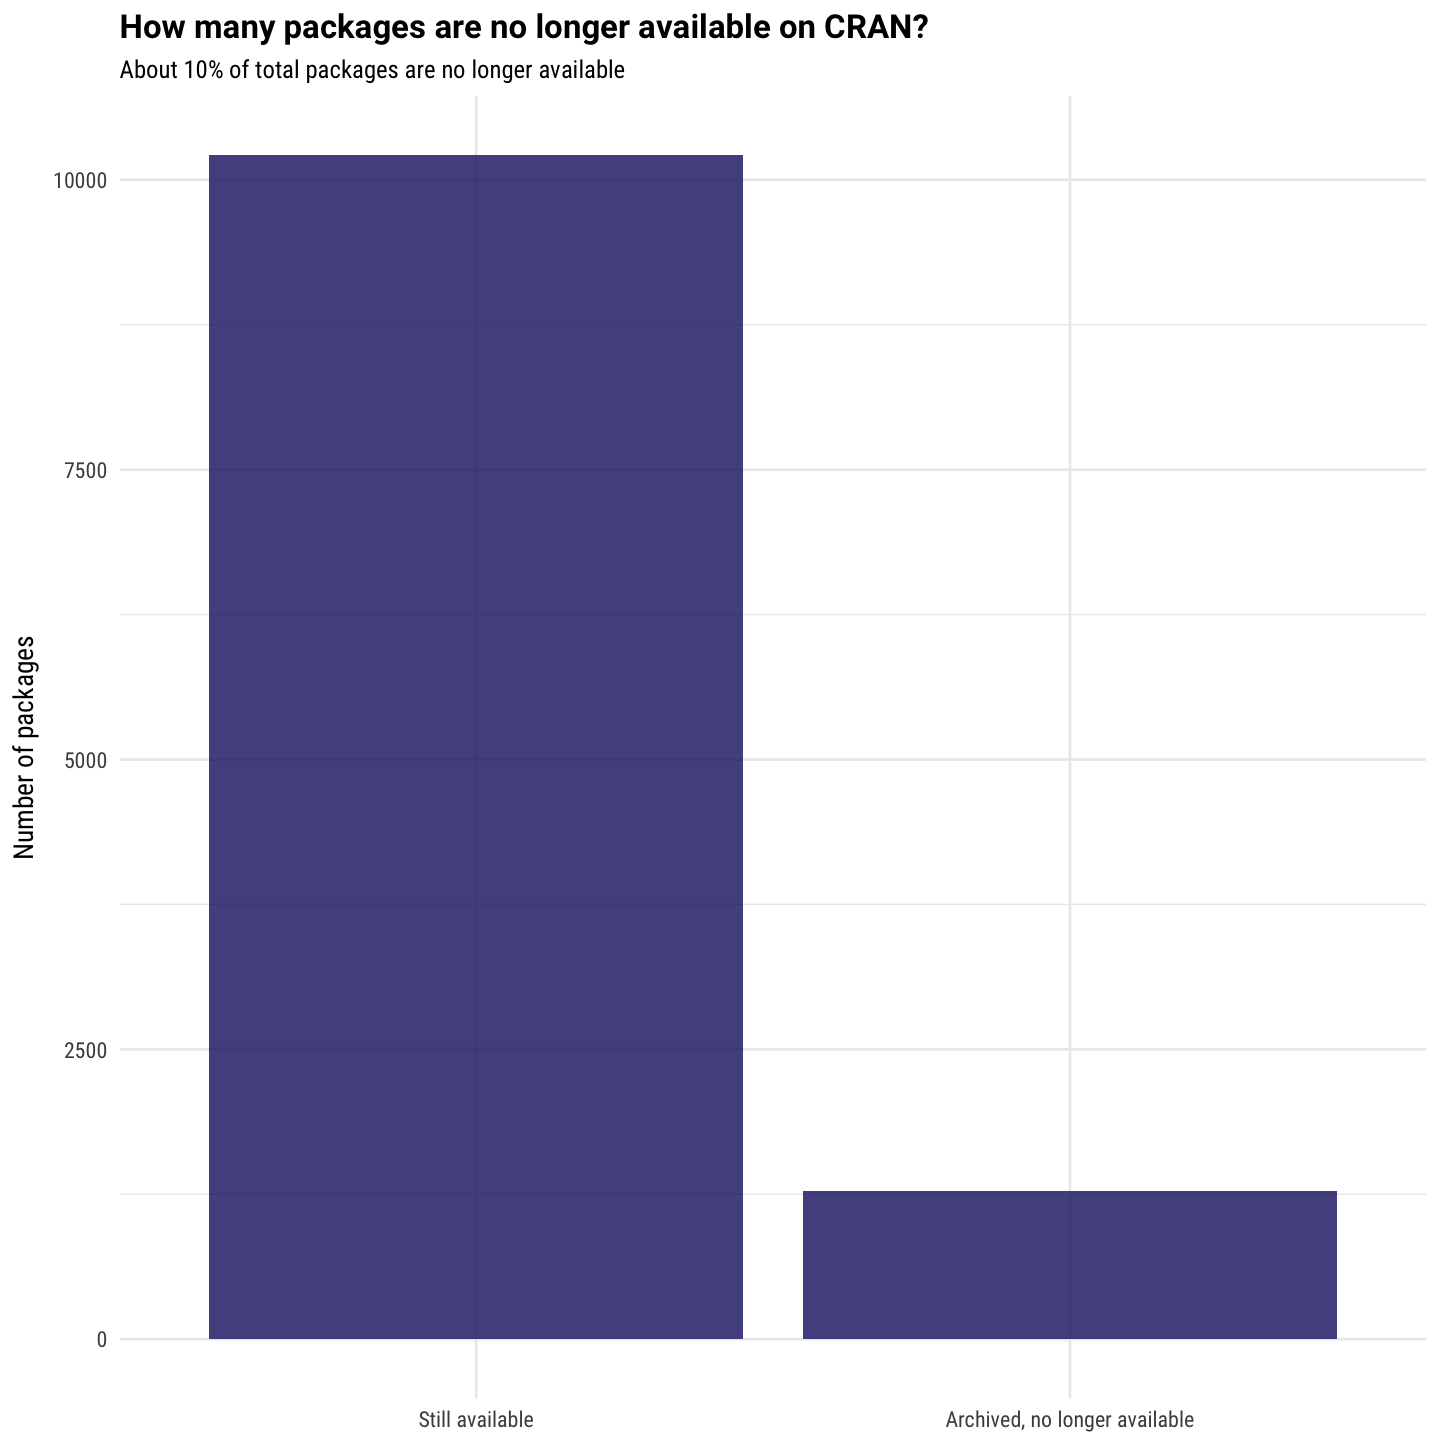 How many packages are no longer available on CRAN?
About 10% of total packages are no longer available
Number of packages
10000
7500
5000
2500
0
Still available
Archived, no longer available